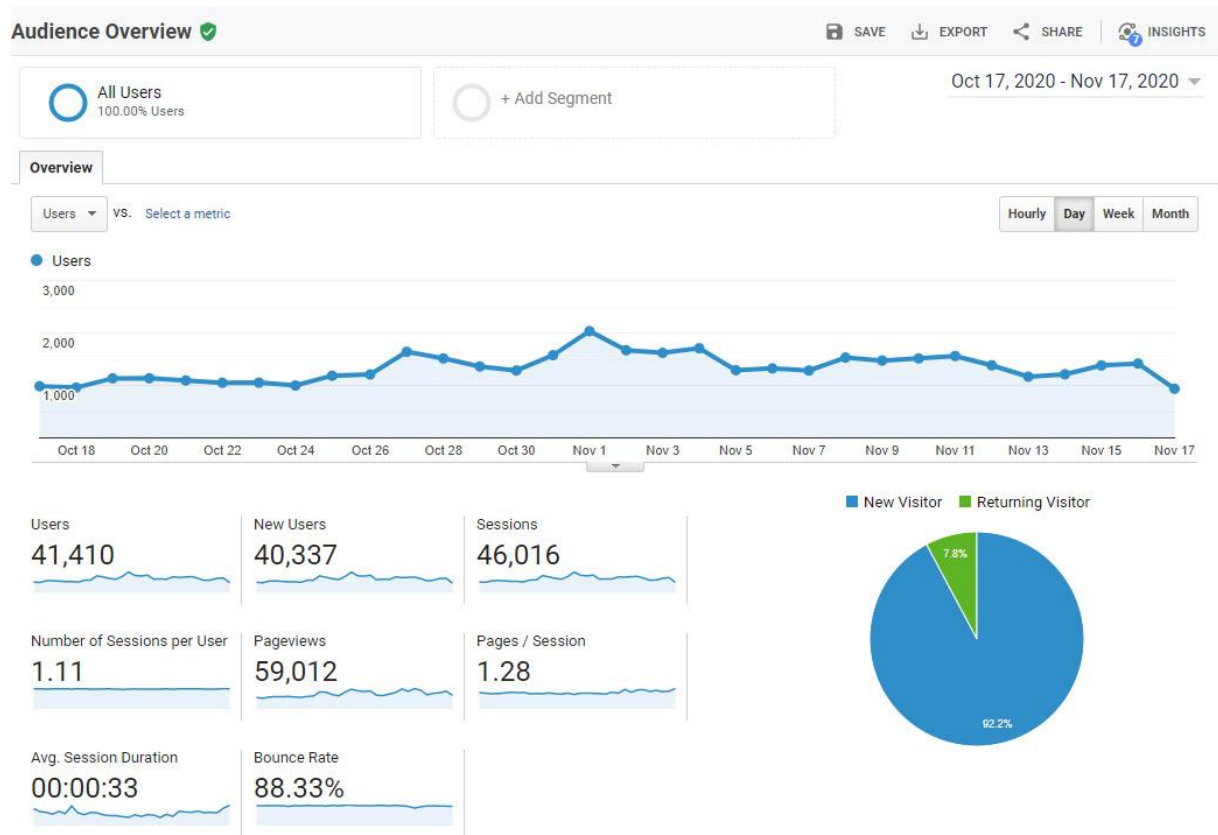 Audience Overview
SAVE EXPORT SHARE INSIGHTS
7
All Users
100.00% Users
+ Add Segment
Oct 17, 2020 - Nov 17, 2020
Overview
Users VS. Select a metric
Hourly Day Week Month
Users
3,000
2,000
1,000
Oct 18 Oct 20 Oct 22 Oct 24 Oct 26 Oct 28 Oct 30 Nov 1 Nov 3 Nov 5 Nov 7 Nov 9 Nov 11 Nov 13 Nov 15 Nov 17
Users
41,410
New Users
40,337
Sessions
46,016
Number of Sessions per User
1.11
Pageviews
59,012
Pages / Session
1.28
Avg. Session Duration
00:00:33
Bounce Rate
88.33%
New Visitor Returning Visitor
7.8%
92.2%